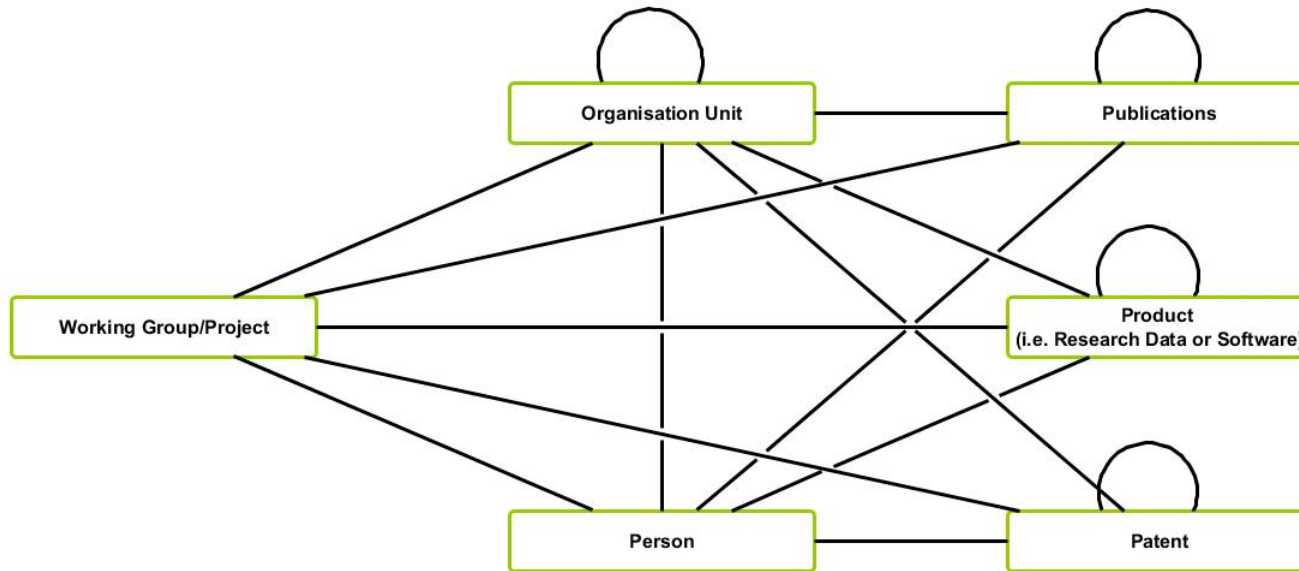 Organisation Unit
Publications
Working Group/Project
Product
(i.e. Research Data or Software)
Person
Patent